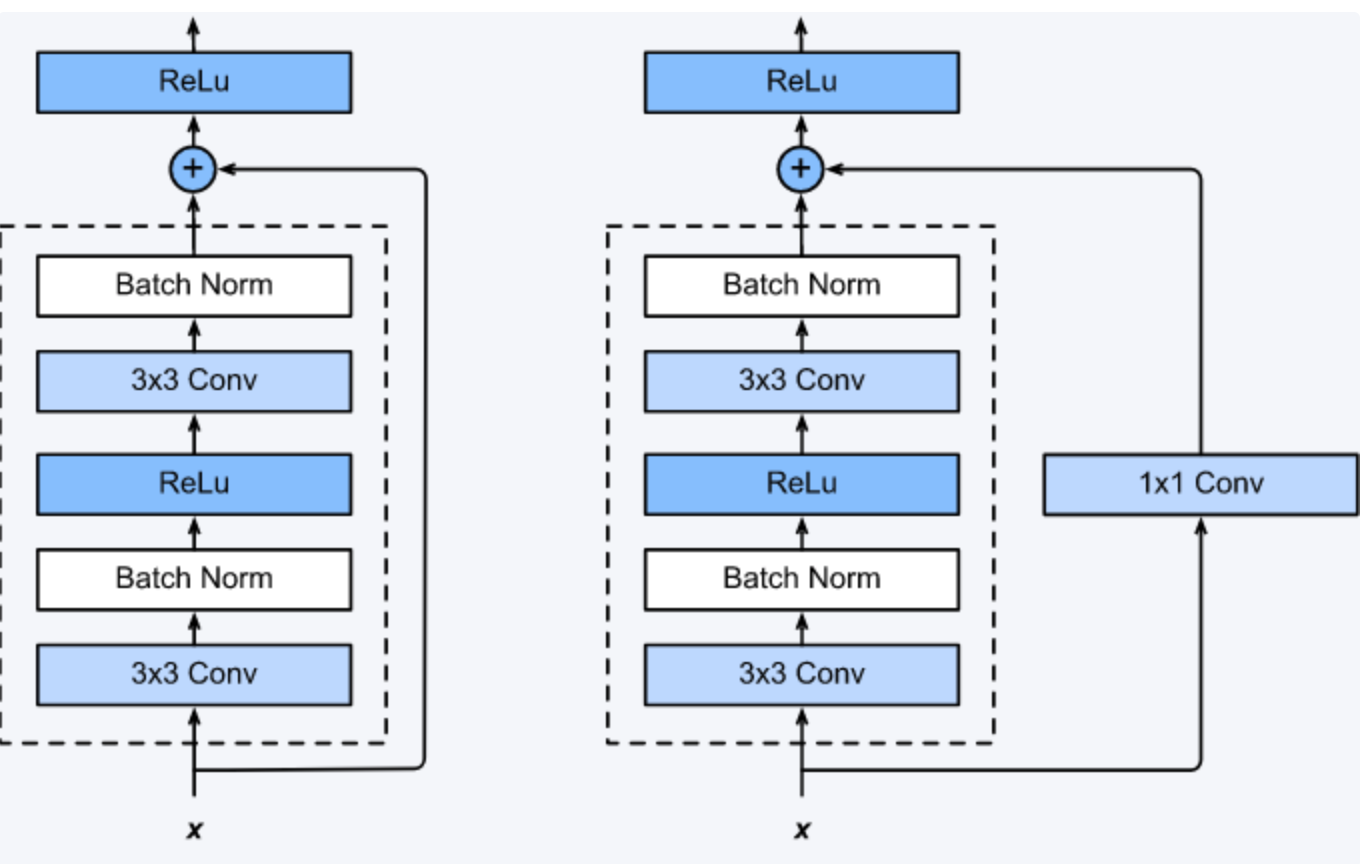 ReLu
+
Batch Norm
3x3 Conv
ReLu
Batch Norm
3x3 Conv
x
ReLu
+
Batch Norm
3x3 Conv
ReLu
Batch Norm
3x3 Conv
1x1 Conv
x